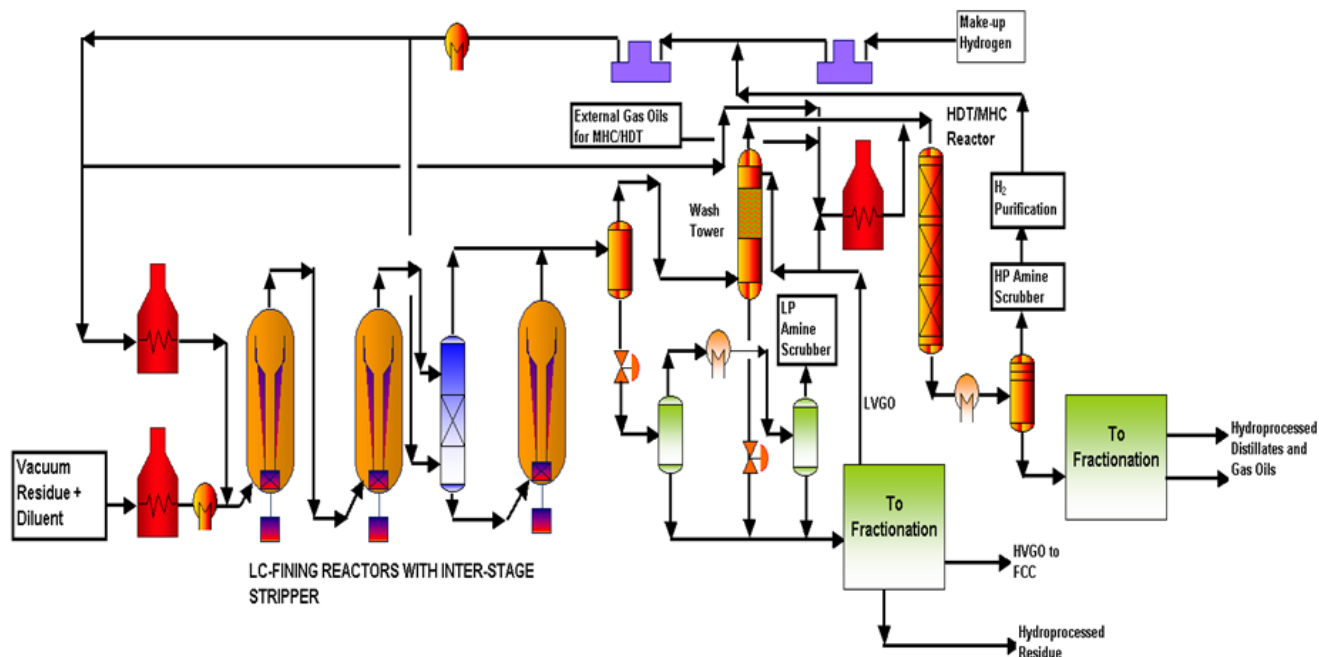 Make-up
Hydrogen
External Gas Oils
for MHC/HDT
HDT/MHC
Reactor
H2
Purification
Wash
Tower
HP Amine
Scrubber
LP
Amine
Scrubber
LVGO
Vacuum
Residue +
Diluent
To
Fractionation
Hydroprocessed
Distillates and
Gas Oils
To
Fractionation
HVGO to
FCC
LC-FINING REACTORS WITH INTER-STAGE
STRIPPER
Hydroprocessed
Residue